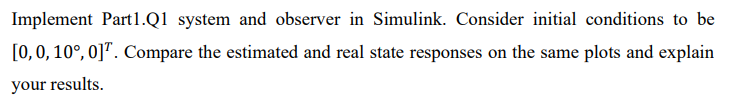 Implement Part1.Q1 system and observer in Simulink. Consider initial conditions to be
[0, 0, 10°, 0]ᵀ. Compare the estimated and real state responses on the same plots and explain
your results.